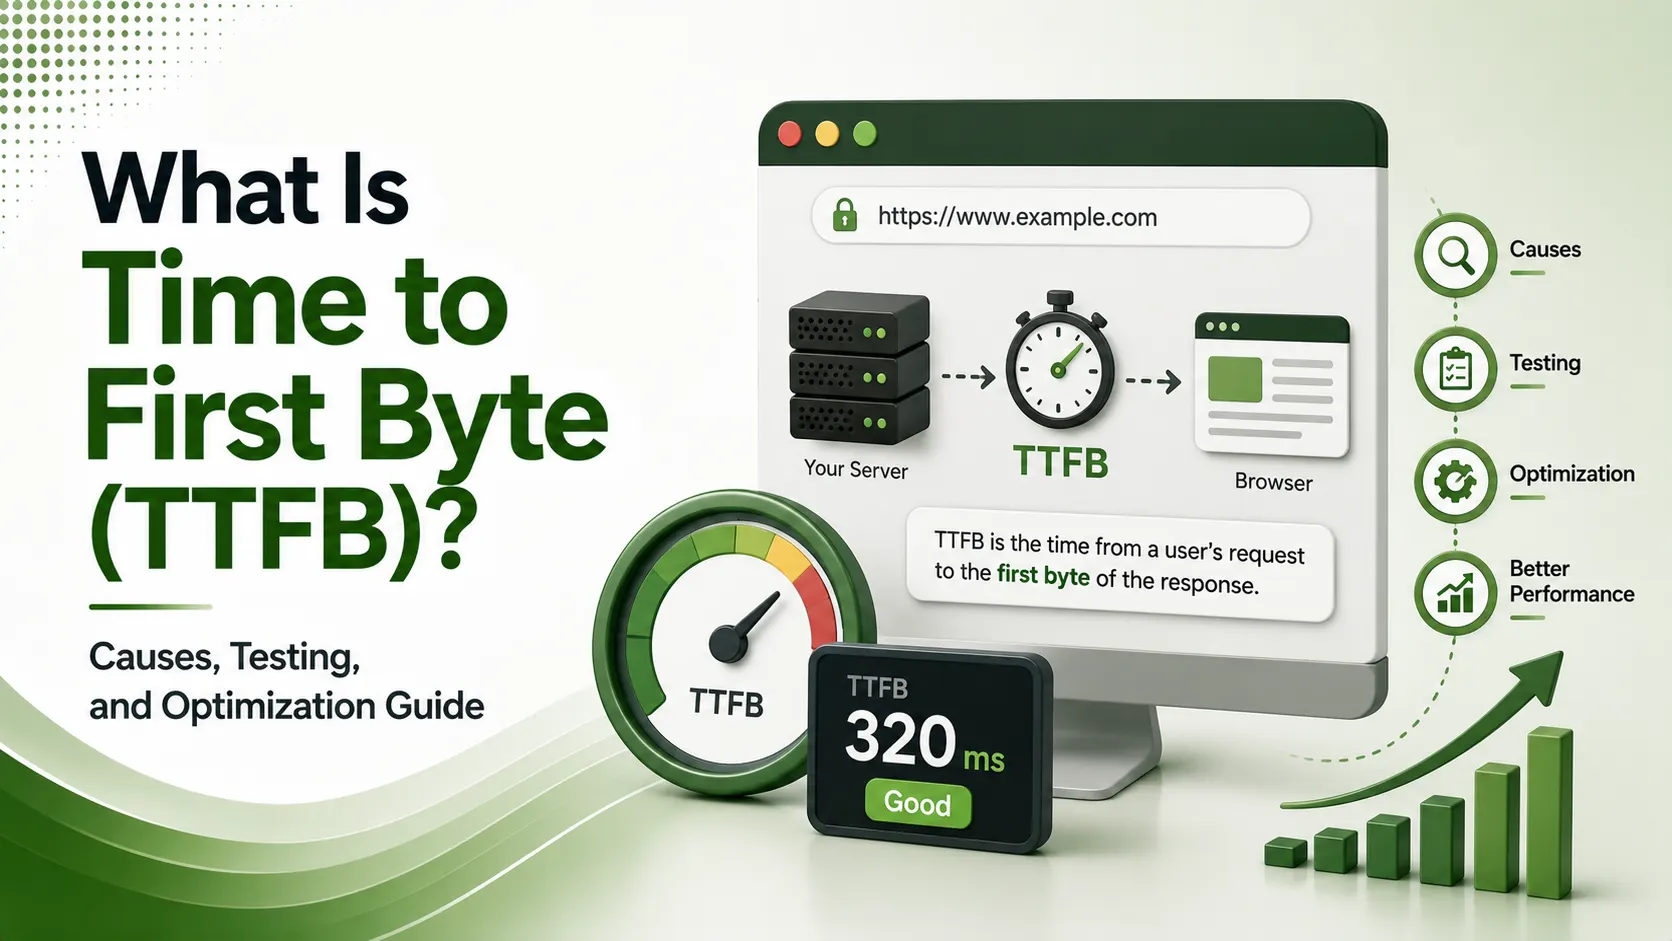 What Is
Time to
First Byte
(TTFB)?
Causes, Testing,
and Optimization Guide
https://www.example.com
Your Server
TTFB
Browser
TTFB is the time from a user's request
to the first byte of the response.
TTFB
TTFB
320 ms
Good
Causes
Testing
Optimization
Better
Performance